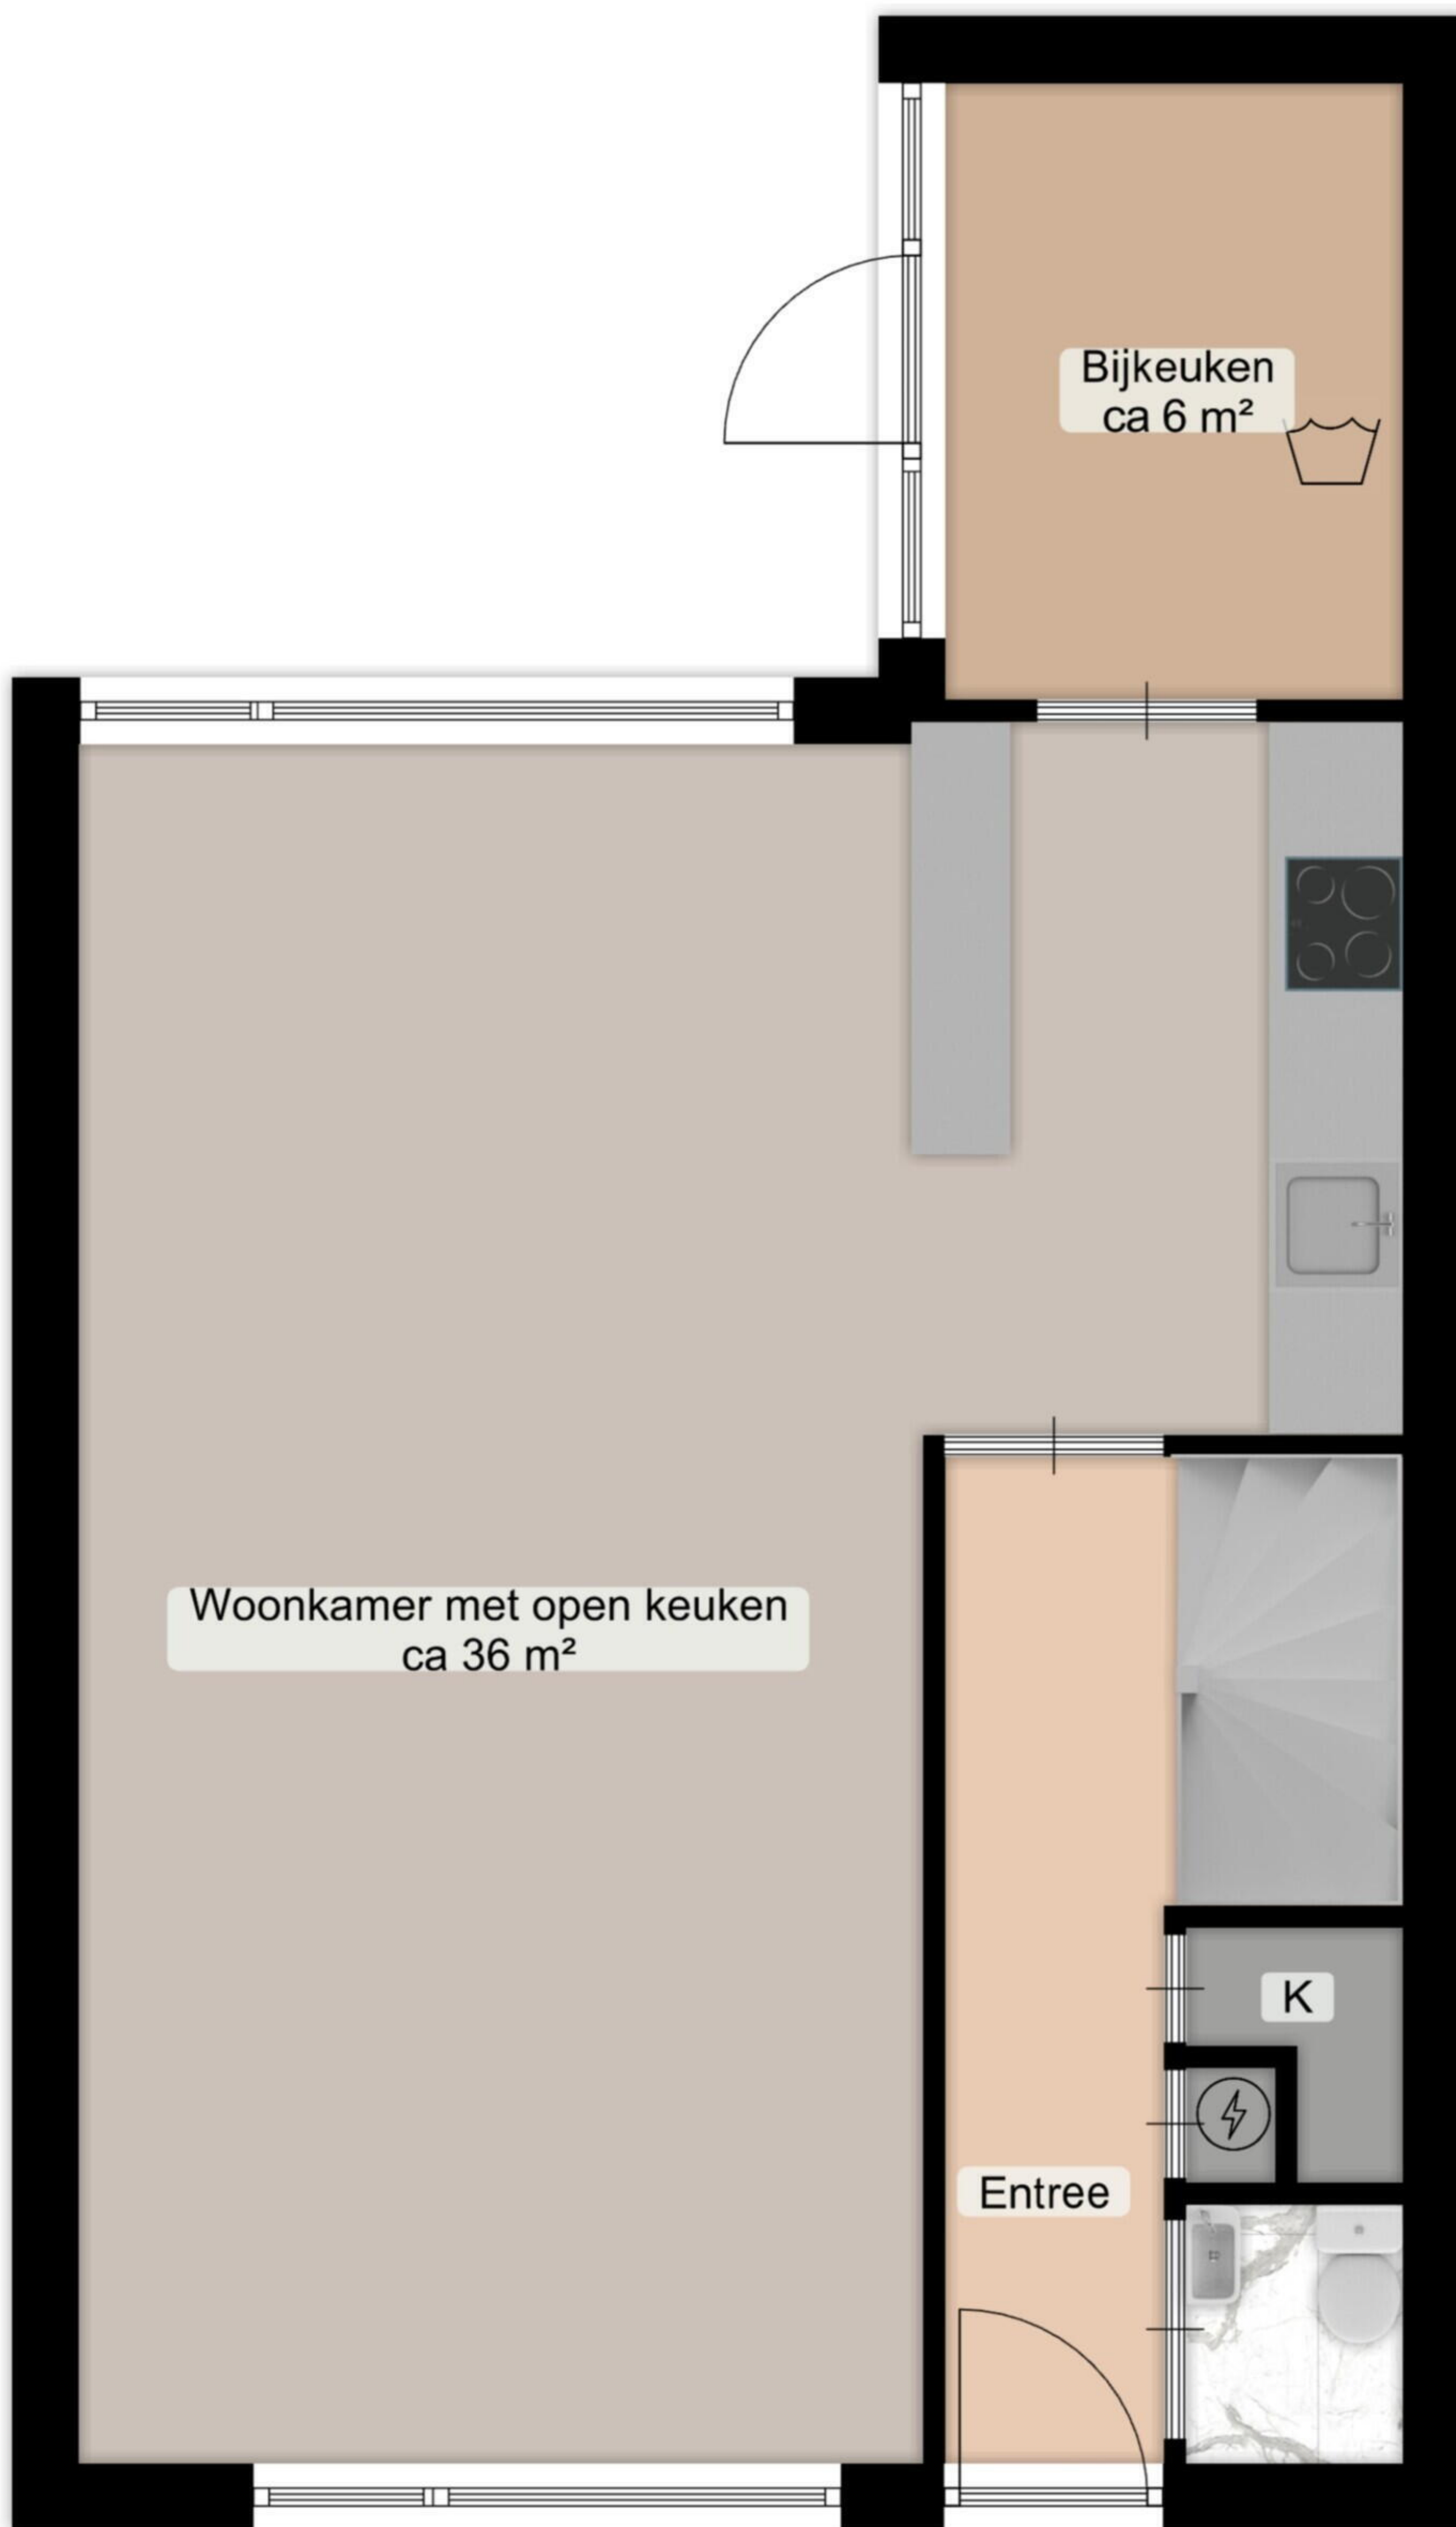 Bijkeuken
ca 6 m²
Woonkamer met open keuken
ca 36 m²
K
Entree